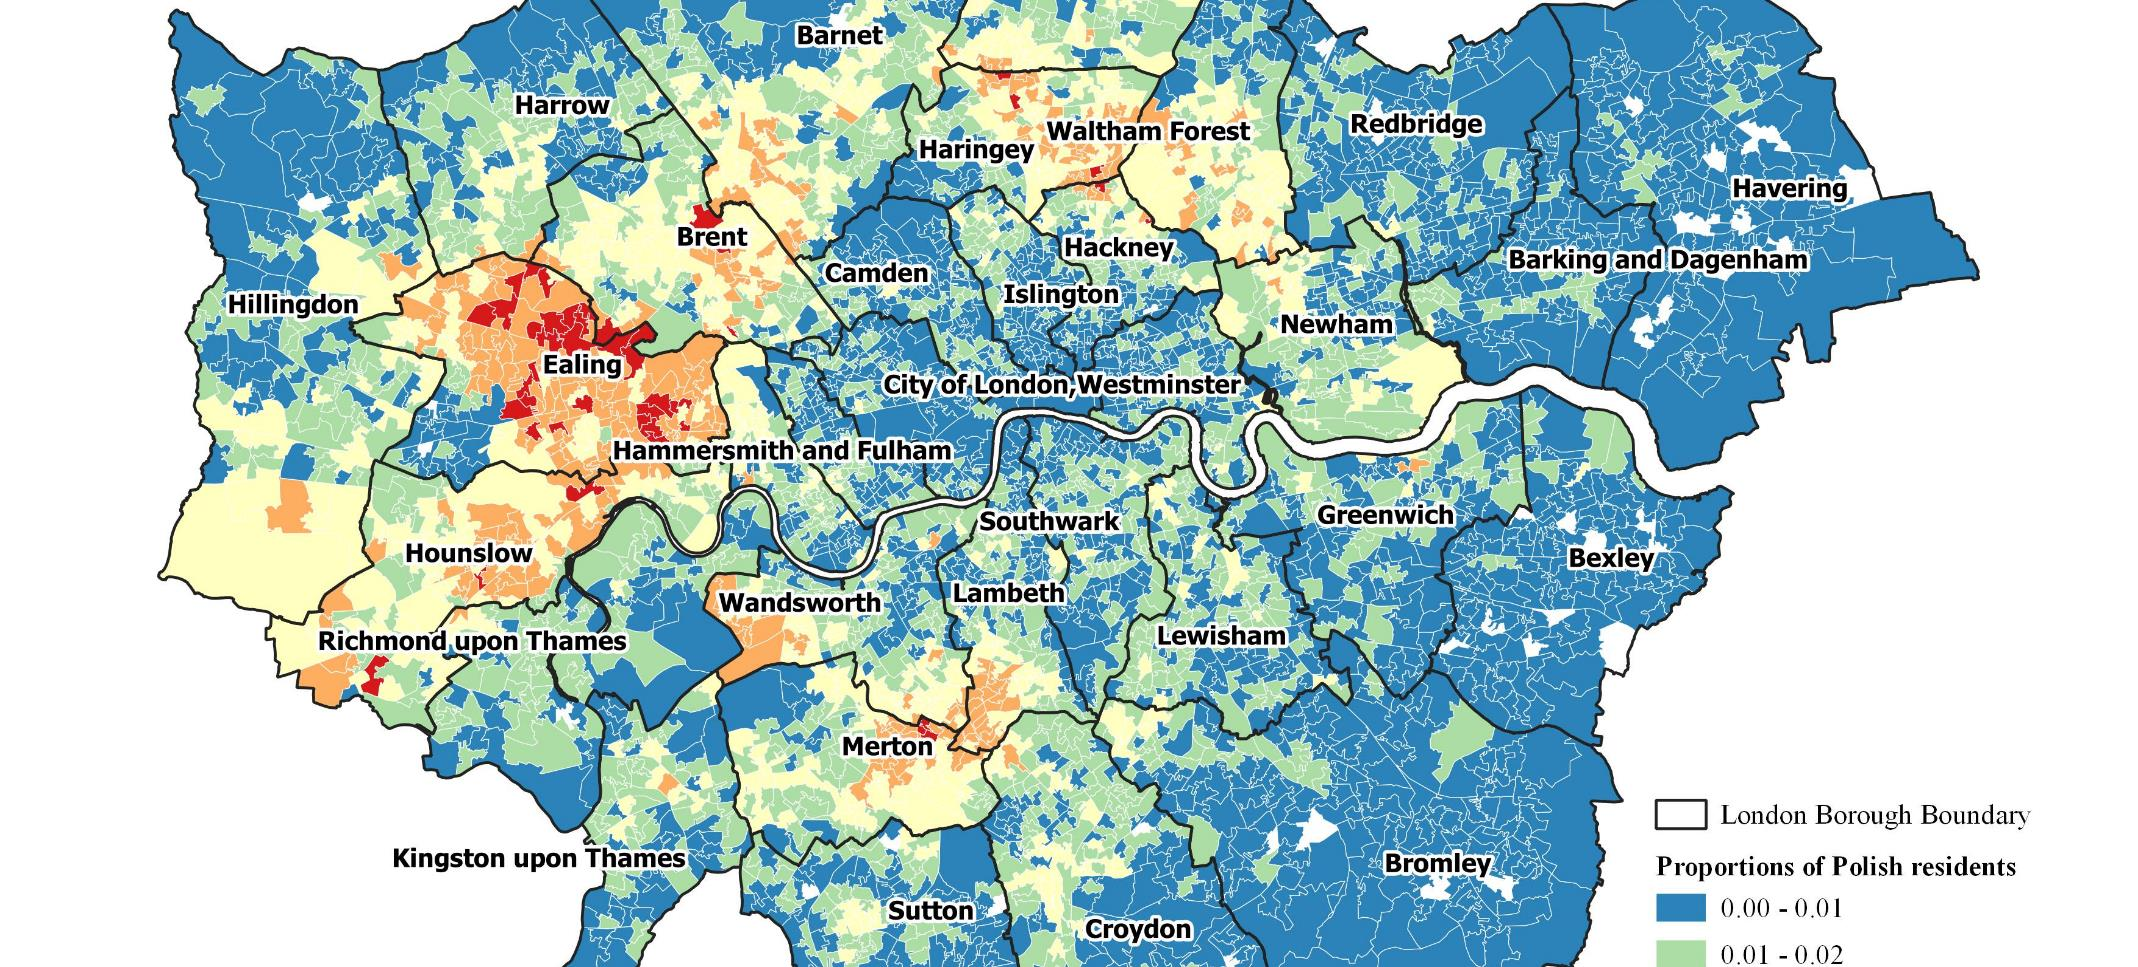 Barnet
Harrow
Haringey
Waltham Forest
Redbridge
Havering
Brent
Hackney
Camden
Islington
Barking and Dagenham
Hillingdon
Newham
Ealing
City of London,Westminster
Hammersmith and Fulham
Southwark
Greenwich
Hounslow
Bexley
Wandsworth
Lambeth
Richmond upon Thames
Lewisham
Merton
Kingston upon Thames
Bromley
Sutton
Croydon
London Borough Boundary
Proportions of Polish residents
0.00 - 0.01
0.01 - 0.02